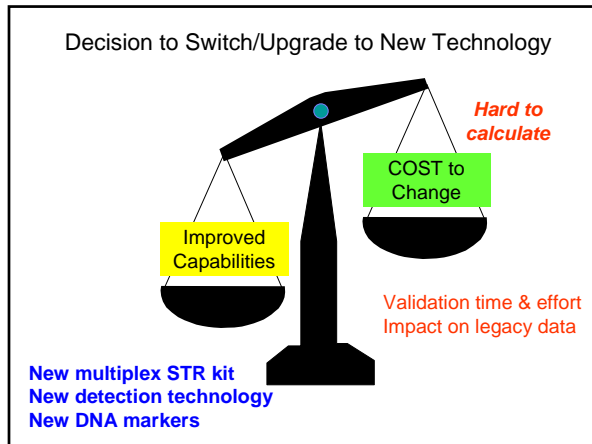 Decision to Switch/Upgrade to New Technology
Hard to
calculate
COST to
Change
Improved
Capabilities
Validation time & effort
Impact on legacy data
New multiplex STR kit
New detection technology
New DNA markers